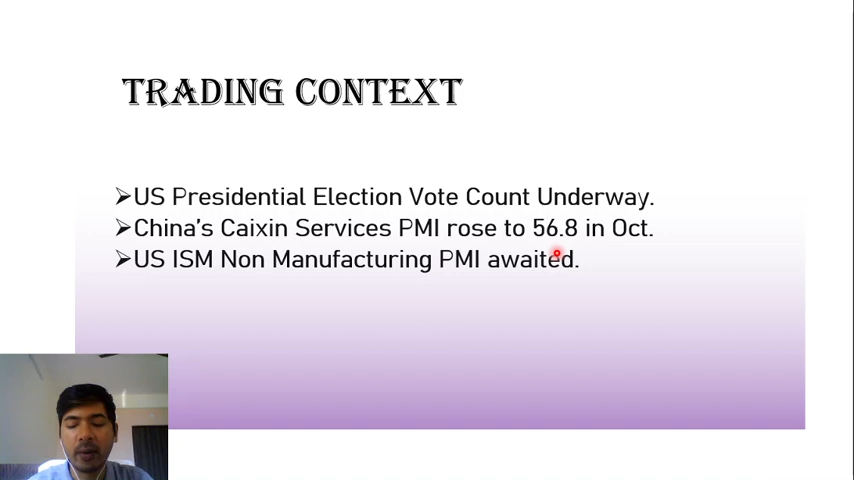 TRADING CONTEXT
➢US Presidential Election Vote Count Underway.
➢China's Caixin Services PMI rose to 56.8 in Oct.
➢US ISM Non Manufacturing PMI awaited.